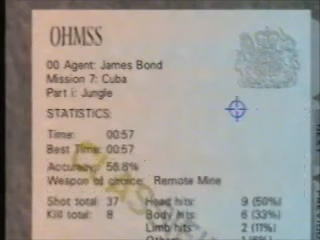 OHMSS
00 Agent: James Bond
Mission 7: Cuba
Part i: Jungle
STATISTICS:
Time: 00:57
Best Time: 00:57
Accuracy: 56.8%
Weapon of choice: Remote Mine
Shot total: 37 Head hits: 9 (50%)
Kill total: 8 Body hits: 6 (33%)
Limb hits: 2 (11%)